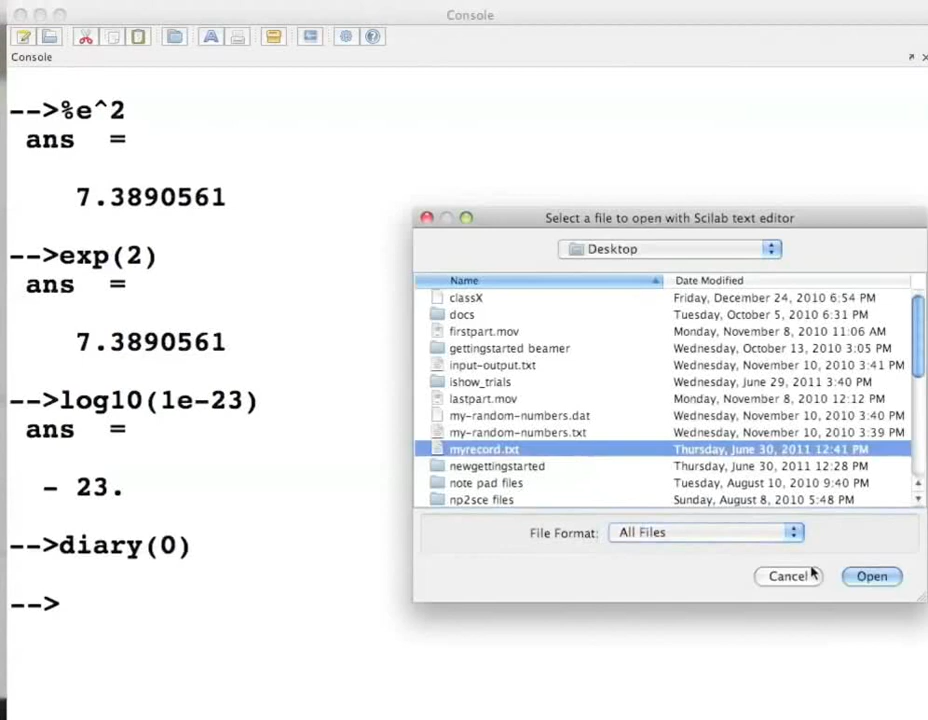 Console
Console
-->%e^2
ans =
7.3890561
-->exp(2)
ans =
7.3890561
-->log10(1e-23)
ans =
- 23.
-->diary(0)
-->
Select a file to open with Scilab text editor
Desktop
Name Date Modified
classX Friday, December 24, 2010 6:54 PM
docs Tuesday, October 5, 2010 6:31 PM
firstpart.mov Monday, November 8, 2010 11:06 AM
gettingstarted beamer Wednesday, October 13, 2010 3:05 PM
input-output.txt Wednesday, November 10, 2010 3:41 PM
ishow_trials Wednesday, June 29, 2011 3:40 PM
lastpart.mov Monday, November 8, 2010 12:12 PM
my-random-numbers.dat Wednesday, November 10, 2010 3:40 PM
my-random-numbers.txt Wednesday, November 10, 2010 3:39 PM
myrecord.txt Thursday, June 30, 2011 12:41 PM
newgettingstarted Thursday, June 30, 2011 12:28 PM
note pad files Tuesday, August 10, 2010 9:40 PM
np2sce files Sunday, August 8, 2010 5:48 PM
File Format: All Files
Cancel Open